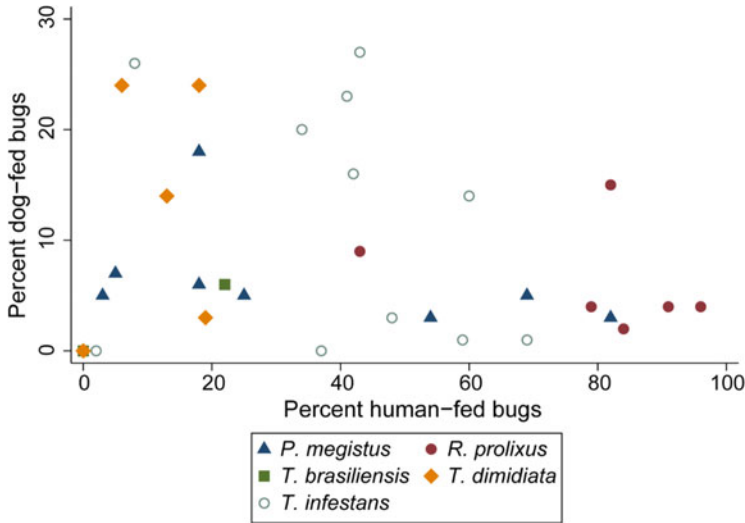 30
20
10
0
Percent dog-fed bugs
0 20 40 60 80 100
Percent human-fed bugs
P. megistus R. prolixus
T. brasiliensis T. dimidiata
T. infestans